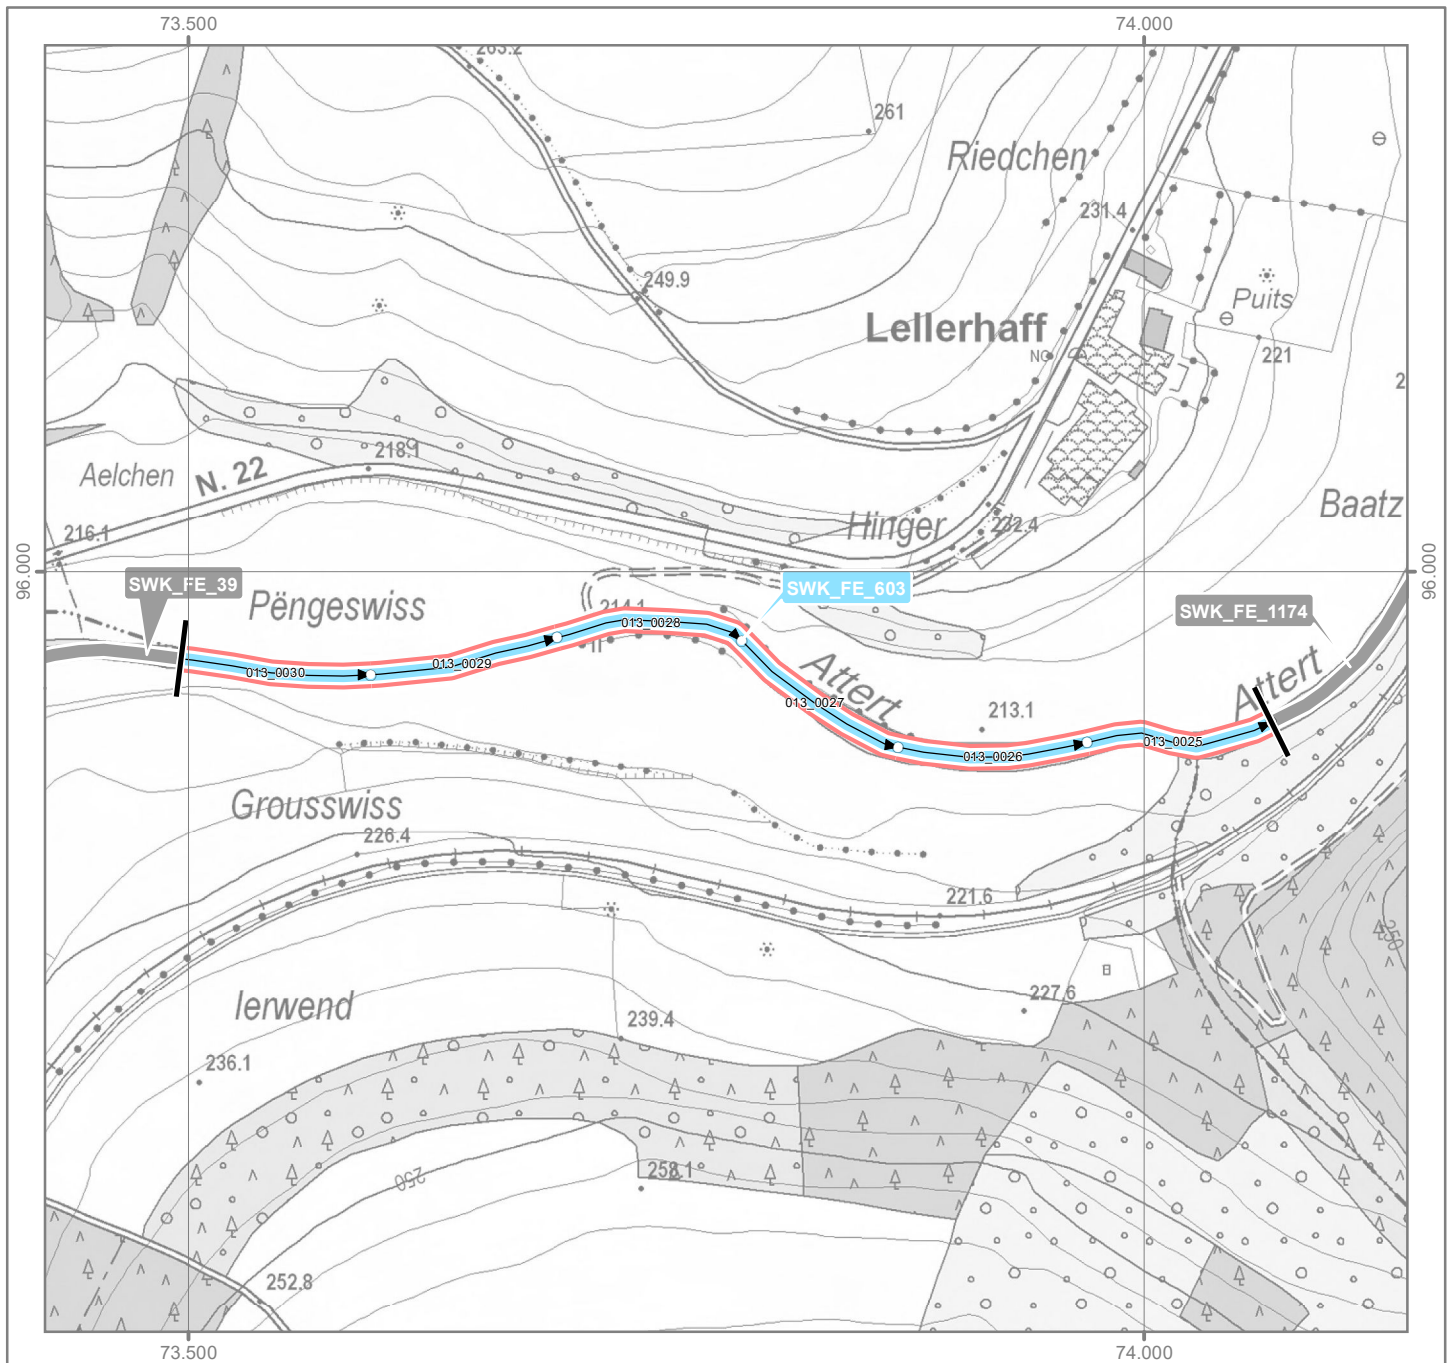 73.500 74.000
263.2
261
Riedchen
231.4
249.9
Puits
Lellerhaff
NC
221
2
218.1
Aelchen
N. 22
Baatz
Hinger
232.4
216.1
96.000 96.000
SWK_FE_39
SWK_FE_603
Pëngeswiss
214.1
SWK_FE_1174
013_0028
013_0029
013_0030
Attert
Attert
013_0027
213.1
013_0025
013_0026
Grousswiss
226.4
221.6
250
Ierwend
227.6
239.4
236.1
258.1
250
252.8
73.500 74.000